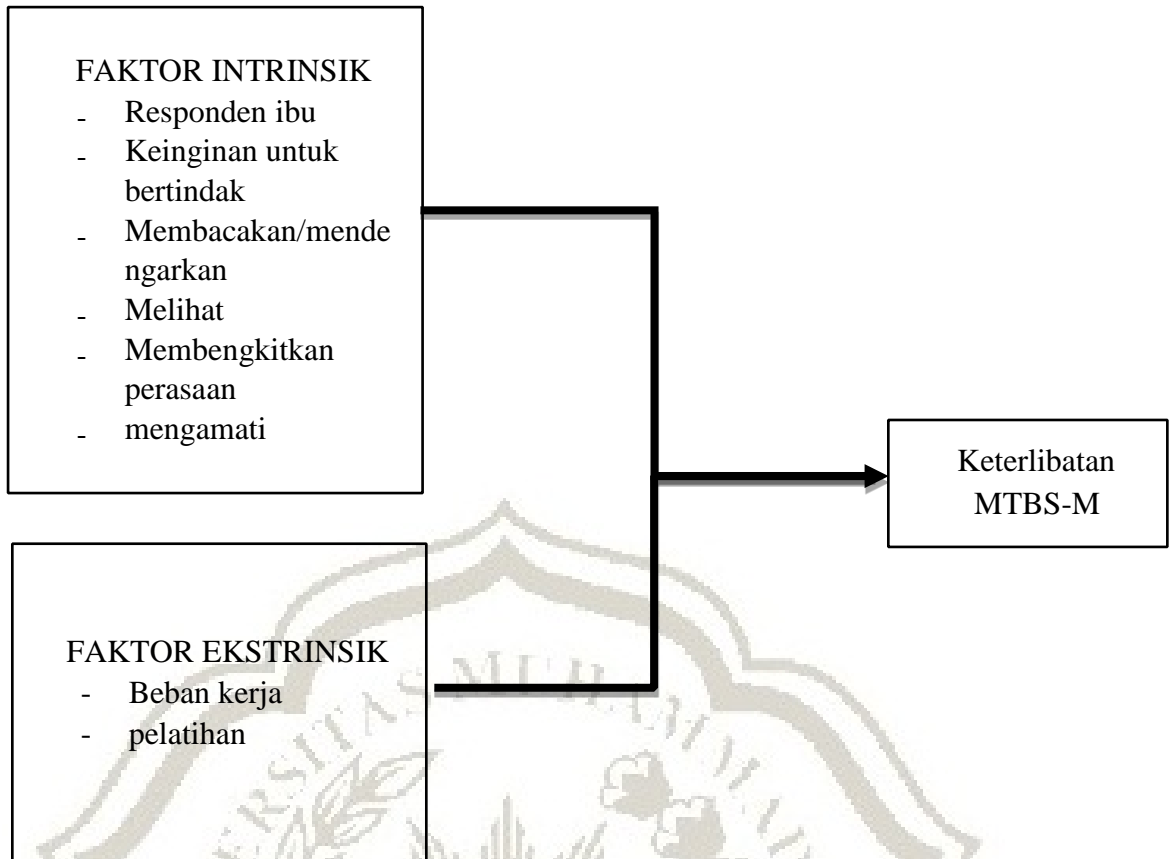 FAKTOR INTRINSIK
- Responden ibu
- Keinginan untuk
bertindak
- Membacakan/mende
ngarkan
- Melihat
- Membengkitkan
perasaan
- mengamati
Keterlibatan
MTBS-M
FAKTOR EKSTRINSIK
- Beban kerja
- pelatihan